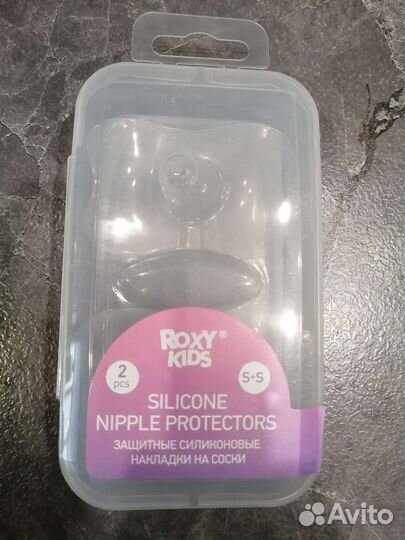 ROXY®
KIDS
2
pcs
S+S
SILICONE
NIPPLE PROTECTORS
ЗАЩИТНЫЕ СИЛИКОНОВЫЕ
НАКЛАДКИ НА СОСКИ
Avito